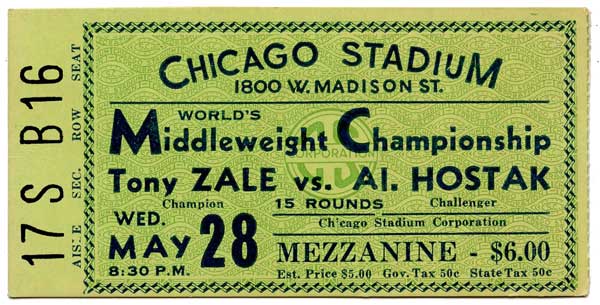 17 S B 16
AISLE SEC. ROW SEAT
CHICAGO STADIUM
1800 W. MADISON ST.
WORLD'S
Middleweight Championship
CORPORATION
Tony ZALE vs. Al. HOSTAK
Champion 15 ROUNDS Challenger
Chicago Stadium Corporation
WED.
MAY 28
8:30 P.M.
MEZZANINE - $6.00
Est. Price $5.00 Gov. Tax 50c State Tax 50c